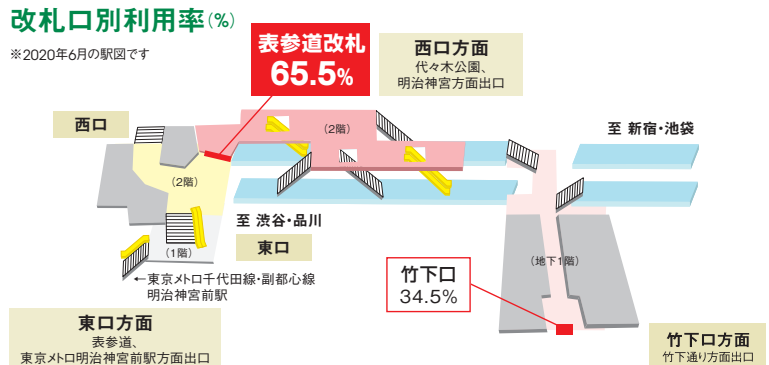 改札口別利用率(%)
※2020年6月の駅図です
表参道改札
65.5%
西口方面
代々木公園、
明治神宮方面出口
西口
(2階)
至 新宿・池袋
(2階)
至 渋谷・品川
東口
(1階)
←東京メトロ千代田線・副都心線
明治神宮前駅
(地下1階)
竹下口
34.5%
東口方面
表参道、
東京メトロ明治神宮前駅方面出口
竹下口方面
竹下通り方面出口